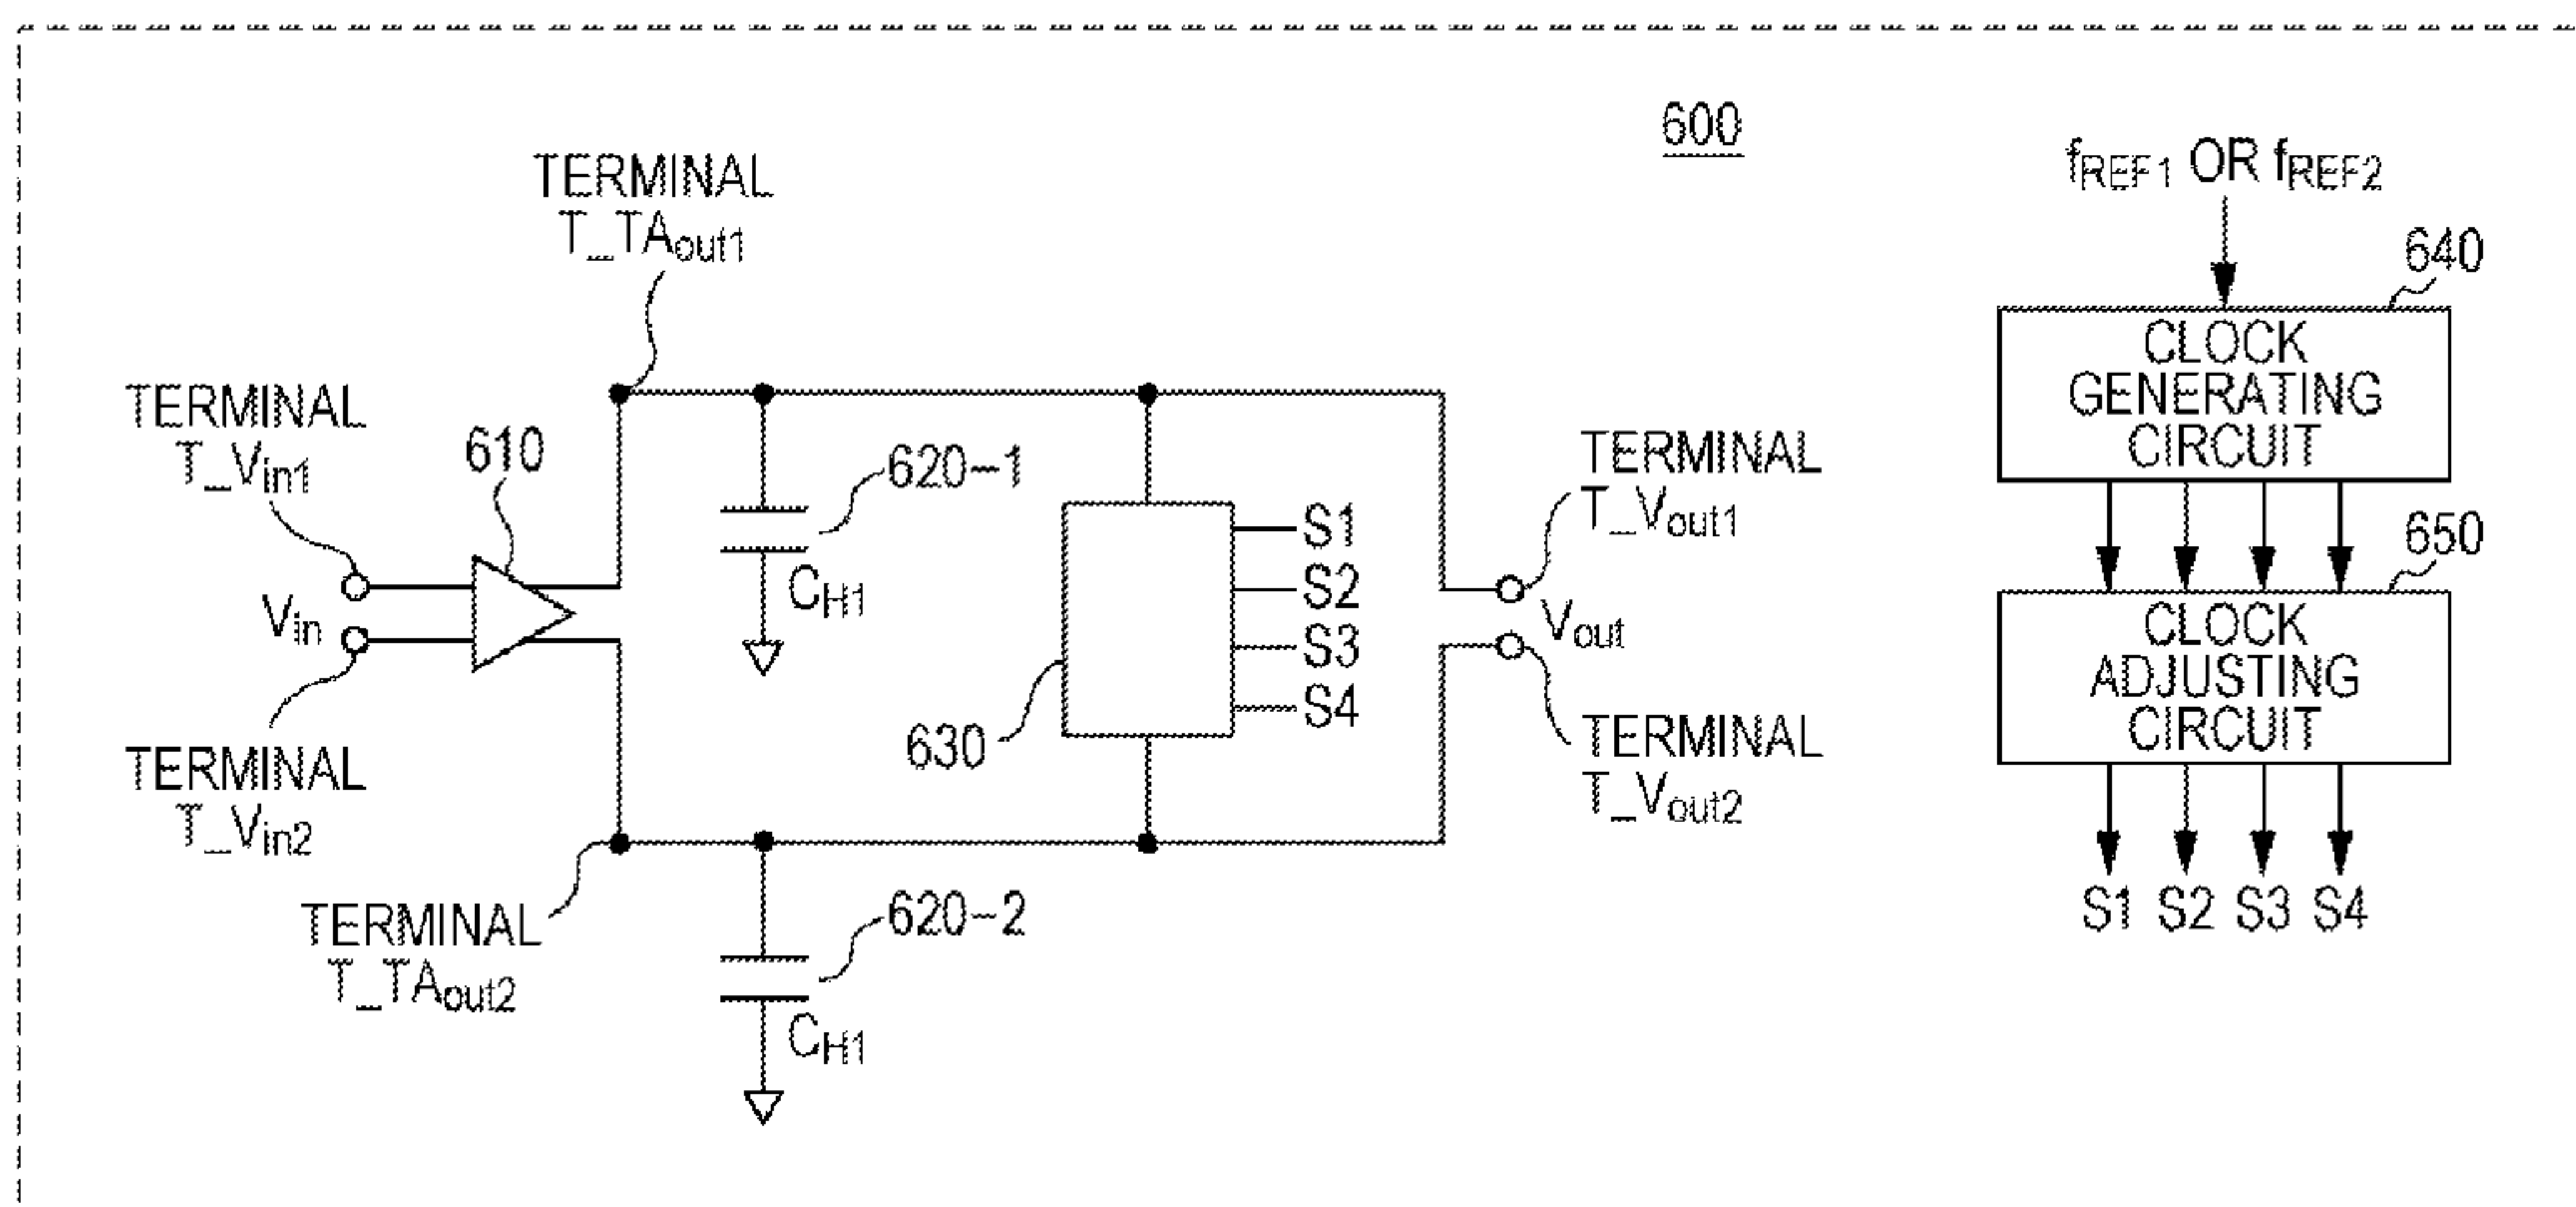 600
TERMINAL
T_TAout1
fREF1 OR fREF2
640
CLOCK
GENERATING
CIRCUIT
TERMINAL
T_Vin1
610
620-1
CH1
S1
S2
S3
S4
630
TERMINAL
T_Vout1
Vin
Vout
650
CLOCK
ADJUSTING
CIRCUIT
TERMINAL
T_Vin2
TERMINAL
T_Vout2
TERMINAL
T_TAout2
620-2
CH1
S1 S2 S3 S4